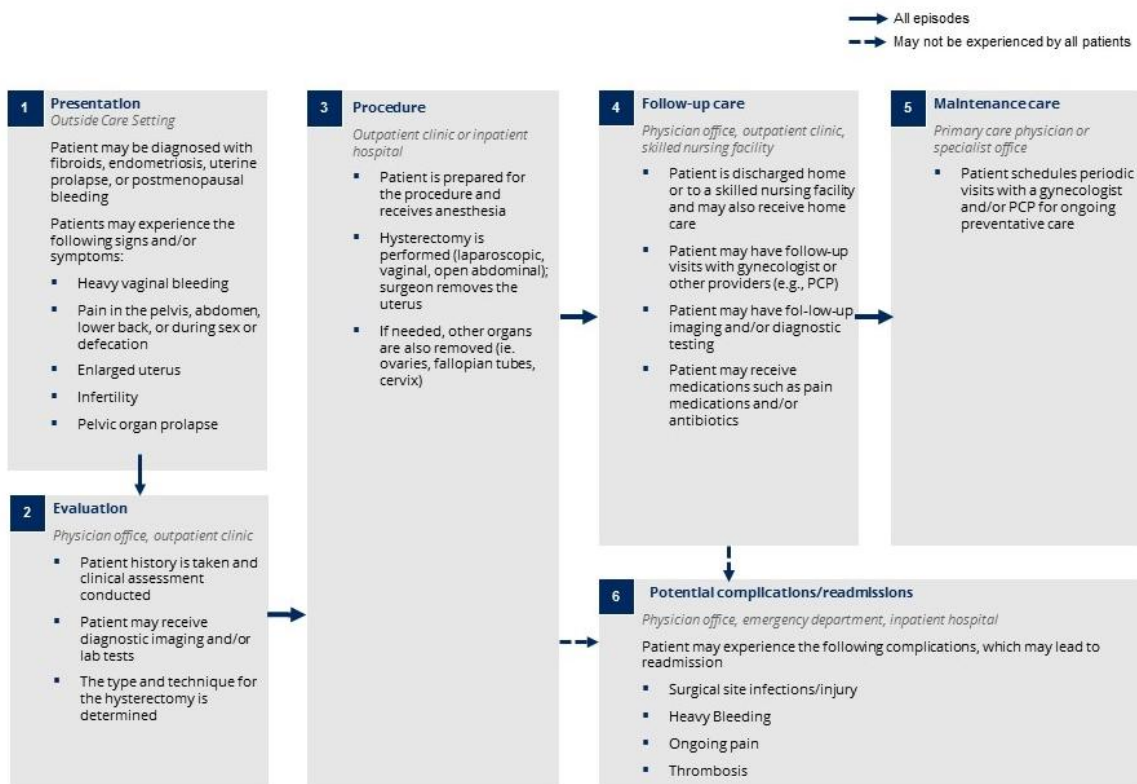 All episodes
May not be experienced by all patients
1
Presentation
Outside Care Setting
Patient may be diagnosed with
fibroids, endometriosis, uterine
prolapse, or postmenopausal
bleeding
Patients may experience the
following signs and/or
symptoms:
▪ Heavy vaginal bleeding
▪ Pain in the pelvis, abdomen,
lower back, or during sex or
defecation
▪ Enlarged uterus
▪ Infertility
▪ Pelvic organ prolapse
2
Evaluation
Physician office, outpatient clinic
▪ Patient history is taken and
clinical assessment
conducted
▪ Patient may receive
diagnostic imaging and/or
lab tests
▪ The type and technique for
the hysterectomy is
determined
3
Procedure
Outpatient clinic or inpatient
hospital
▪ Patient is prepared for
the procedure and
receives anesthesia
▪ Hysterectomy is
performed (laparoscopic,
vaginal, open abdominal);
surgeon removes the
uterus
▪ If needed, other organs
are also removed (ie.
ovaries, fallopian tubes,
cervix)
4
Follow-up care
Physician office, outpatient clinic,
skilled nursing facility
▪ Patient is discharged home
or to a skilled nursing facility
and may also receive home
care
▪ Patient may have follow-up
visits with gynecologist or
other providers (e.g., PCP)
▪ Patient may have fol-low-up
imaging and/or diagnostic
testing
▪ Patient may receive
medications such as pain
medications and/or
antibiotics
5
Maintenance care
Primary care physician or
specialist office
▪ Patient schedules periodic
visits with a gynecologist
and/or PCP for ongoing
preventative care
6
Potential complications/readmissions
Physician office, emergency department, inpatient hospital
Patient may experience the following complications, which may lead to
readmission
▪ Surgical site infections/injury
▪ Heavy Bleeding
▪ Ongoing pain
▪ Thrombosis